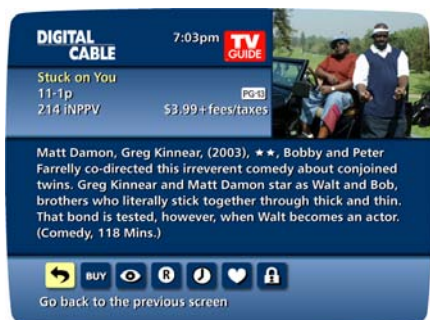 DIGITAL 7:03pm TV
CABLE GUIDE
Stuck on You
11-1p PG-13
214 iNPPV $3.99+fees/taxes
Matt Damon, Greg Kinnear, (2003), ★★, Bobby and Peter
Farrelly co-directed this irreverent comedy about conjoined
twins. Greg Kinnear and Matt Damon star as Walt and Bob,
brothers who literally stick together through thick and thin.
That bond is tested, however, when Walt becomes an actor.
(Comedy, 118 Mins.)
BUY R
Go back to the previous screen